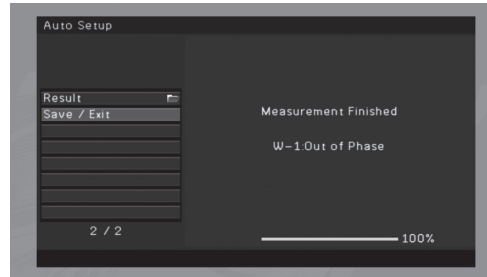 Auto Setup
Result
Save / Exit
Measurement Finished
W-1:Out of Phase
2 / 2
100%